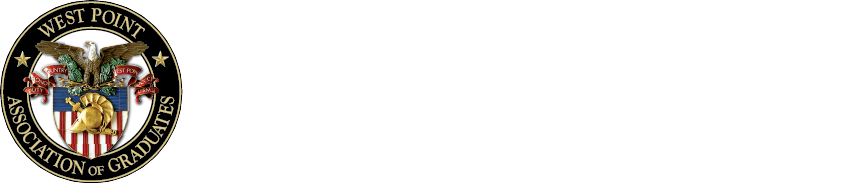 WEST POINT
ASSOCIATION OF GRADUATES